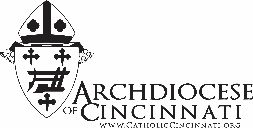 ARCHDIOCESE
OF CINCINNATI
WWW.CATHOLICCINCINNATI.ORG